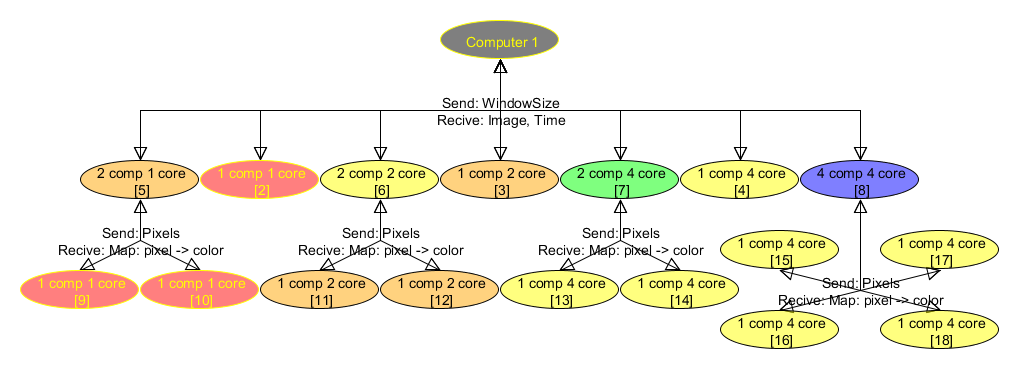 Computer 1
Send: WindowSize
Recive: Image, Time
2 comp 1 core
[5]
1 comp 1 core
[2]
2 comp 2 core
[6]
1 comp 2 core
[3]
2 comp 4 core
[7]
1 comp 4 core
[4]
4 comp 4 core
[8]
Send: Pixels
Recive: Map: pixel -> color
Send: Pixels
Recive: Map: pixel -> color
Send: Pixels
Recive: Map: pixel -> color
1 comp 4 core
[15]
1 comp 4 core
[17]
1 comp 1 core
[9]
1 comp 1 core
[10]
1 comp 2 core
[11]
1 comp 2 core
[12]
1 comp 4 core
[13]
1 comp 4 core
[14]
Send: Pixels
Recive: Map: pixel -> color
1 comp 4 core
[16]
1 comp 4 core
[18]